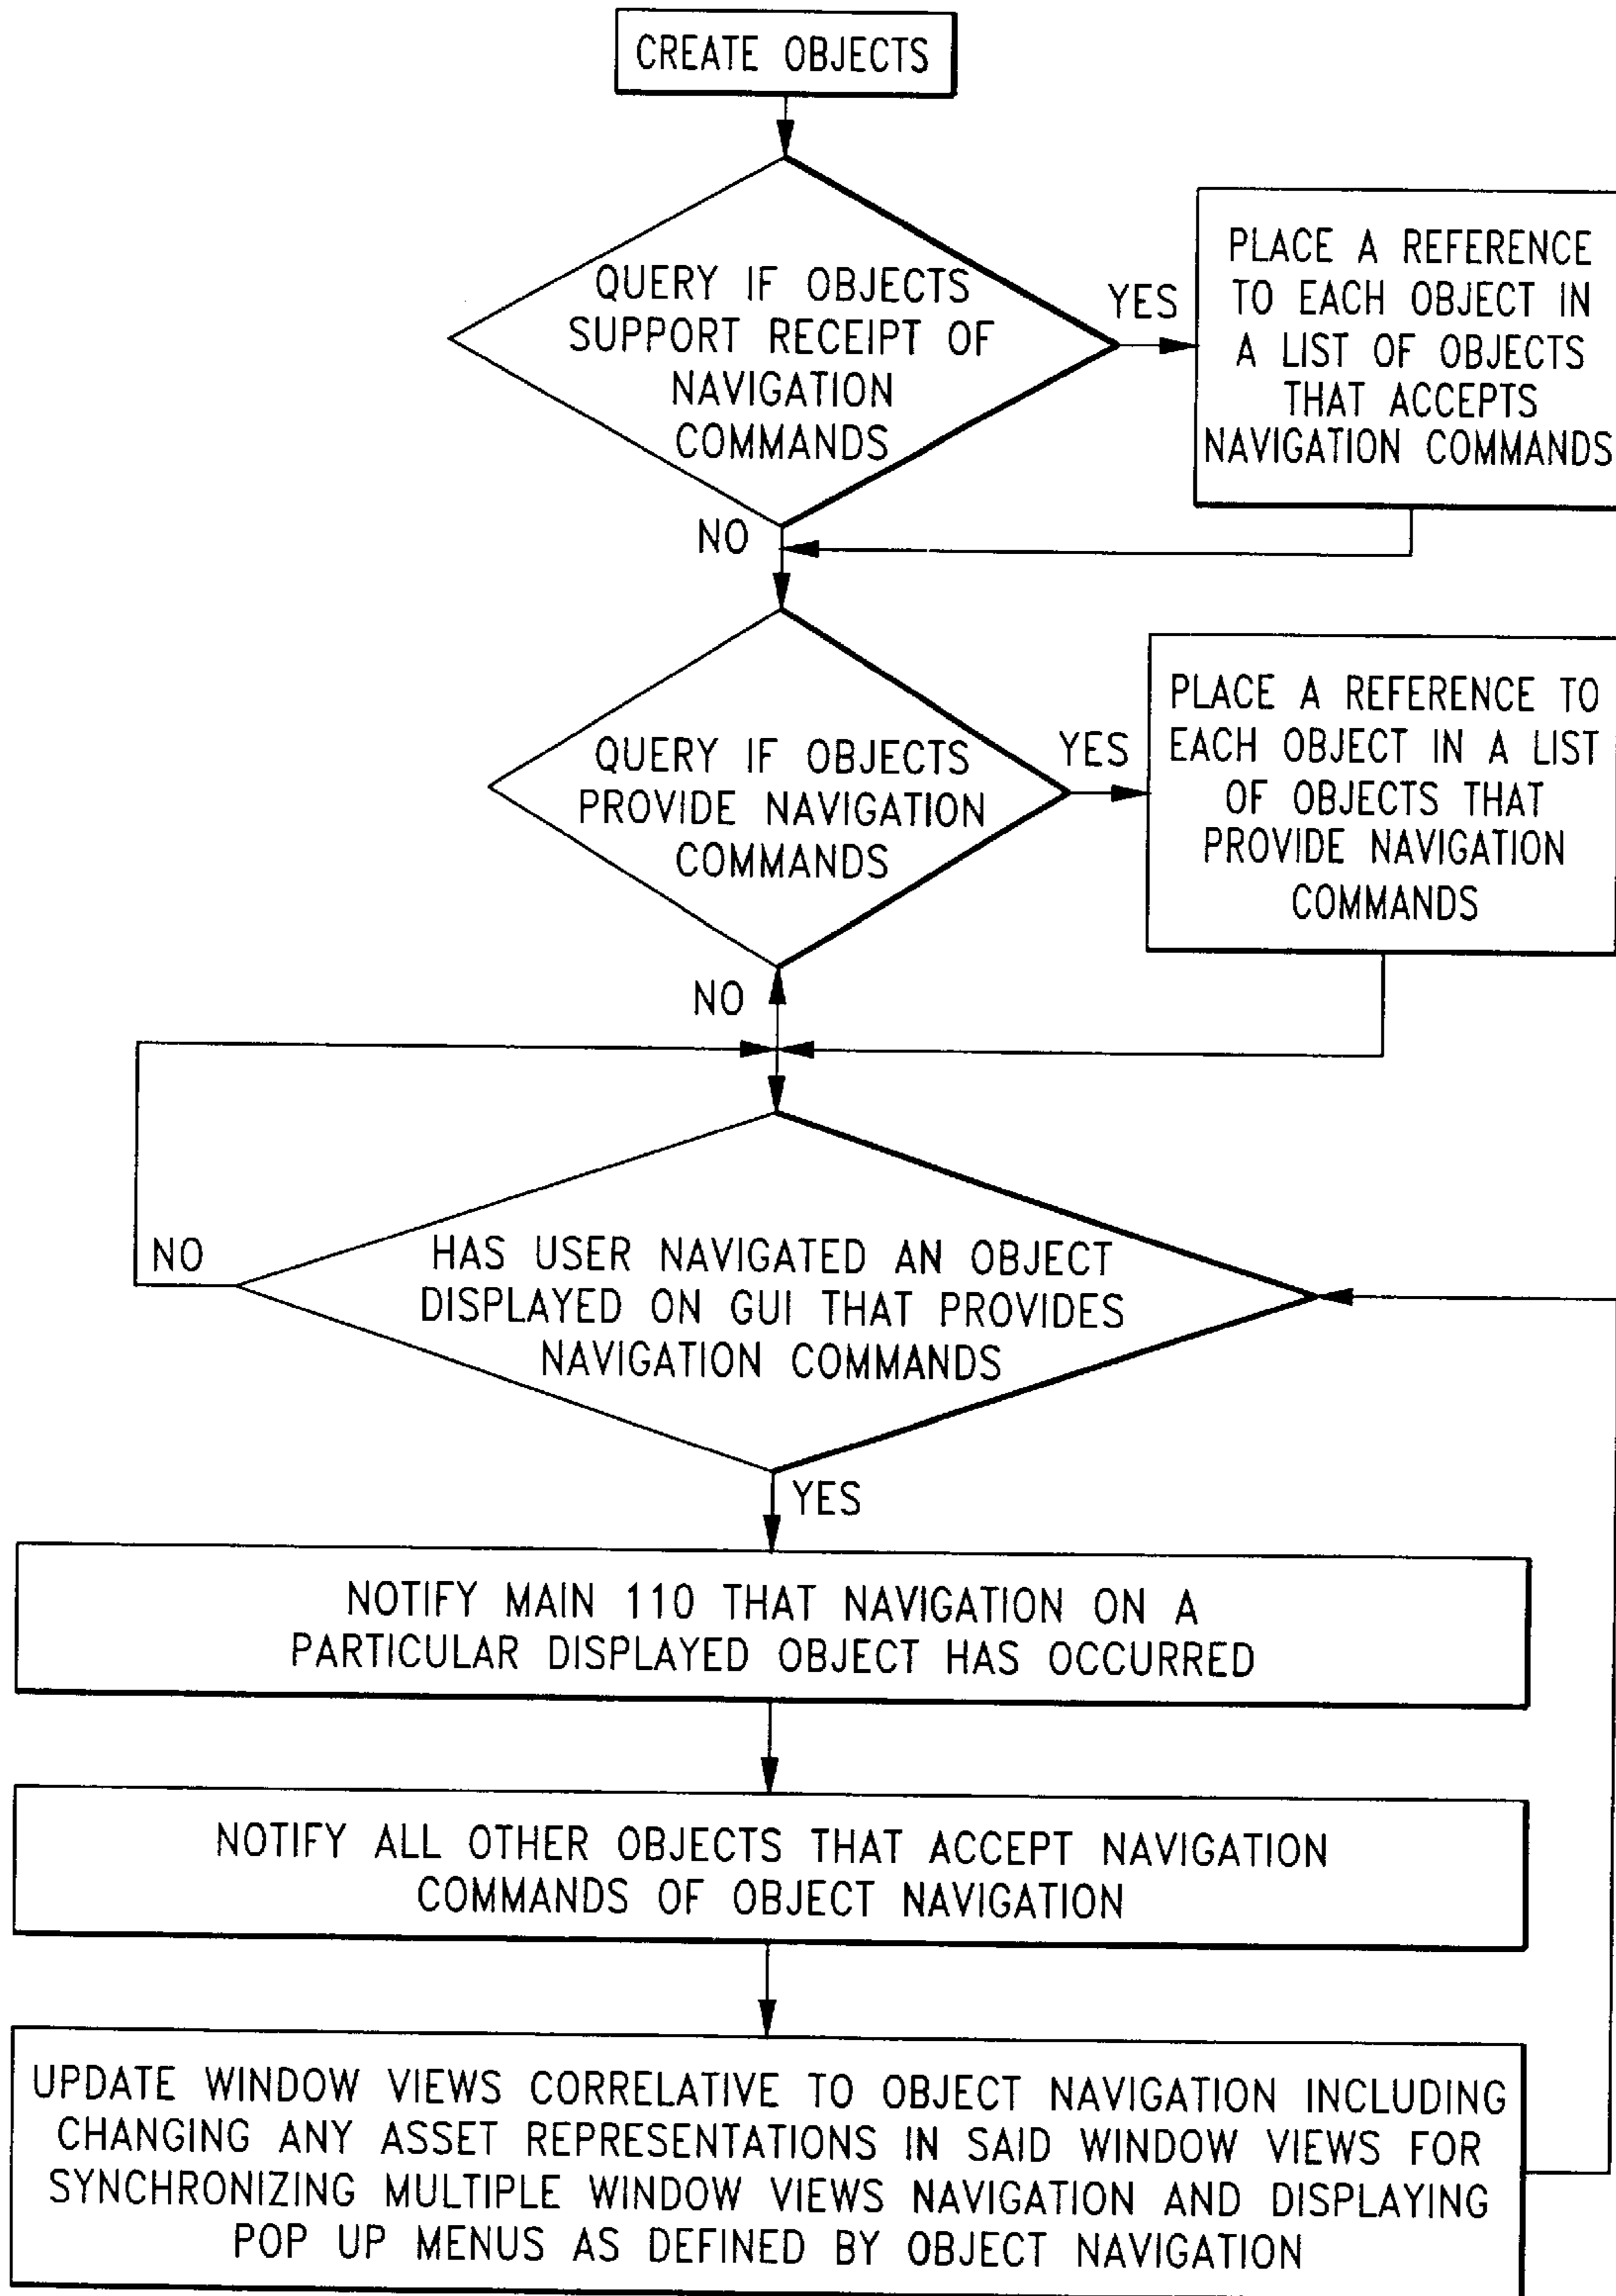 CREATE OBJECTS
QUERY IF OBJECTS
SUPPORT RECEIPT OF
NAVIGATION
COMMANDS
YES
PLACE A REFERENCE
TO EACH OBJECT IN
A LIST OF OBJECTS
THAT ACCEPTS
NAVIGATION COMMANDS
NO
QUERY IF OBJECTS
PROVIDE NAVIGATION
COMMANDS
YES
PLACE A REFERENCE TO
EACH OBJECT IN A LIST
OF OBJECTS THAT
PROVIDE NAVIGATION
COMMANDS
NO
NO
HAS USER NAVIGATED AN OBJECT
DISPLAYED ON GUI THAT PROVIDES
NAVIGATION COMMANDS
YES
NOTIFY MAIN 110 THAT NAVIGATION ON A
PARTICULAR DISPLAYED OBJECT HAS OCCURRED
NOTIFY ALL OTHER OBJECTS THAT ACCEPT NAVIGATION
COMMANDS OF OBJECT NAVIGATION
UPDATE WINDOW VIEWS CORRELATIVE TO OBJECT NAVIGATION INCLUDING
CHANGING ANY ASSET REPRESENTATIONS IN SAID WINDOW VIEWS FOR
SYNCHRONIZING MULTIPLE WINDOW VIEWS NAVIGATION AND DISPLAYING
POP UP MENUS AS DEFINED BY OBJECT NAVIGATION